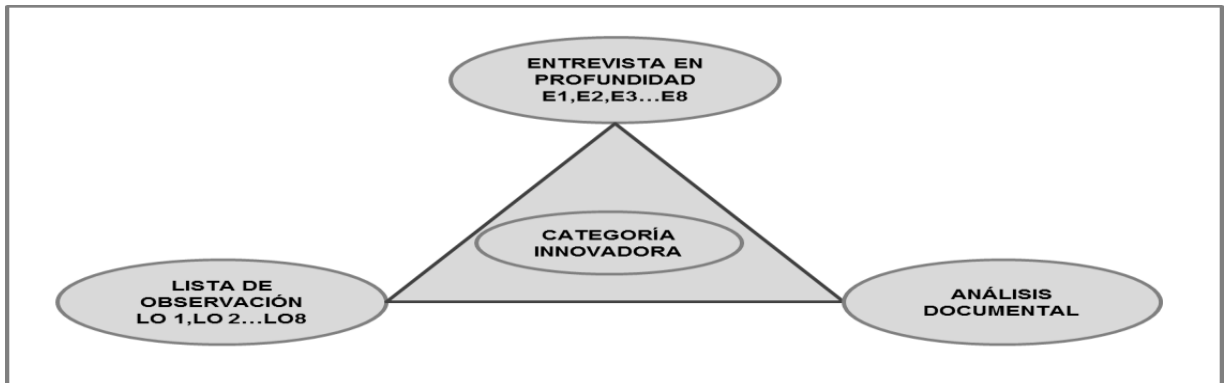 ENTREVISTA EN
PROFUNDIDAD
E1,E2,E3...E8
CATEGORÍA
INNOVADORA
LISTA DE
OBSERVACIÓN
LO 1,LO 2...LO8
ANÁLISIS
DOCUMENTAL